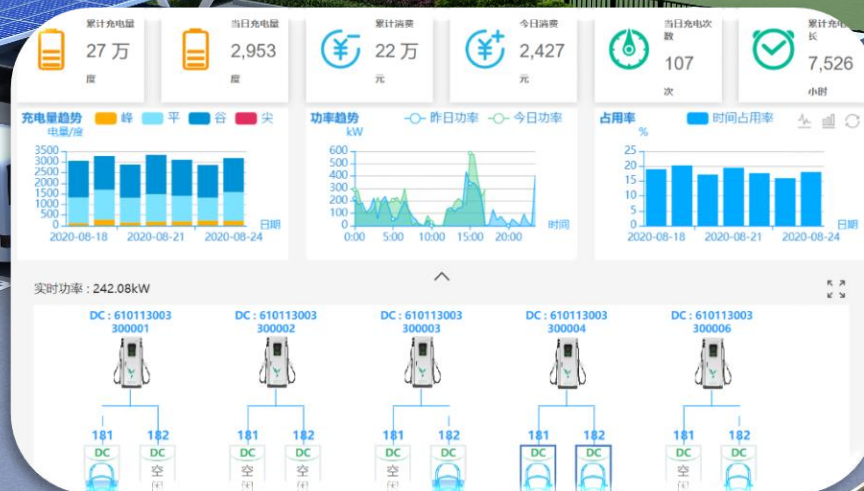 累计充电量
27 万
度
当日充电量
2,953
度
累计消费
22 万
元
今日消费
2,427
元
当日充电次
数
107
次
累计充电
长
7,526
小时
充电量趋势 峰 平 谷 尖
电量/度
3500
3000
2500
2000
1500
1000
500
0
2020-08-18 2020-08-21 2020-08-24
日期
功率趋势 昨日功率 今日功率
kW
600
500
400
300
200
100
0
0:00 5:00 10:00 15:00 20:00
时间
占用率 时间占用率
%
25
20
15
10
5
0
2020-08-18 2020-08-21 2020-08-24
日期
实时功率 : 242.08kW
DC : 610113003
300001
DC : 610113003
300002
DC : 610113003
300003
DC : 610113003
300004
DC : 610113003
300006
181 182 181 182 181 182 181 182 181 182
DC DC DC DC DC DC DC DC DC DC
空 空 空 空
闲 闲 闲 闲